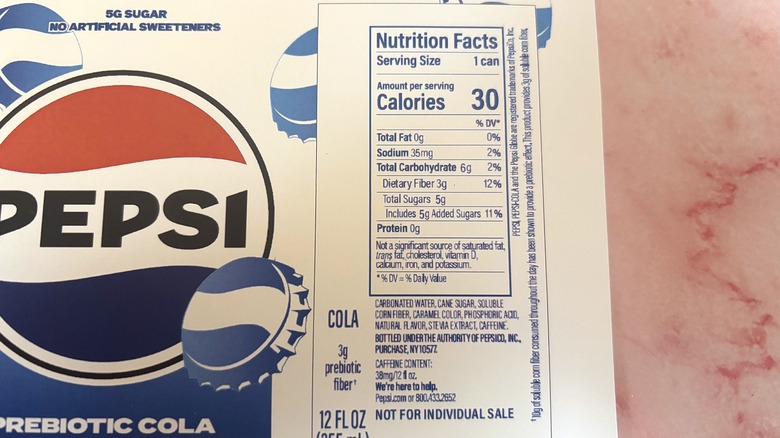 5G SUGAR
NO ARTIFICIAL SWEETENERS
PEPSI
PREBIOTIC COLA
Nutrition Facts
Serving Size 1 can
Amount per serving
Calories 30
% DV*
Total Fat 0g 0%
Sodium 35mg 2%
Total Carbohydrate 6g 2%
Dietary Fiber 3g 12%
Total Sugars 5g
Includes 5g Added Sugars 11%
Protein 0g
Not a significant source of saturated fat,
trans fat, cholesterol, vitamin D,
calcium, iron, and potassium.
* % DV = % Daily Value
CARBONATED WATER, CANE SUGAR, SOLUBLE
CORN FIBER, CARAMEL COLOR, PHOSPHORIC ACID,
NATURAL FLAVOR, STEVIA EXTRACT, CAFFEINE.
BOTTLED UNDER THE AUTHORITY OF PEPSICO, INC.,
PURCHASE, NY 10577.
CAFFEINE CONTENT:
38mg/12 fl oz.
We're here to help.
Pepsi.com or 800.433.2652
NOT FOR INDIVIDUAL SALE
COLA
3g
prebiotic
fiber†
12 FL OZ
(355 mL)
PEPSI, PEPSI-COLA and the Pepsi Globe are registered trademarks of PepsiCo, Inc.
†10g of soluble corn fiber consumed throughout the day has been shown to provide a prebiotic effect. This product provides 3g of soluble corn fiber.